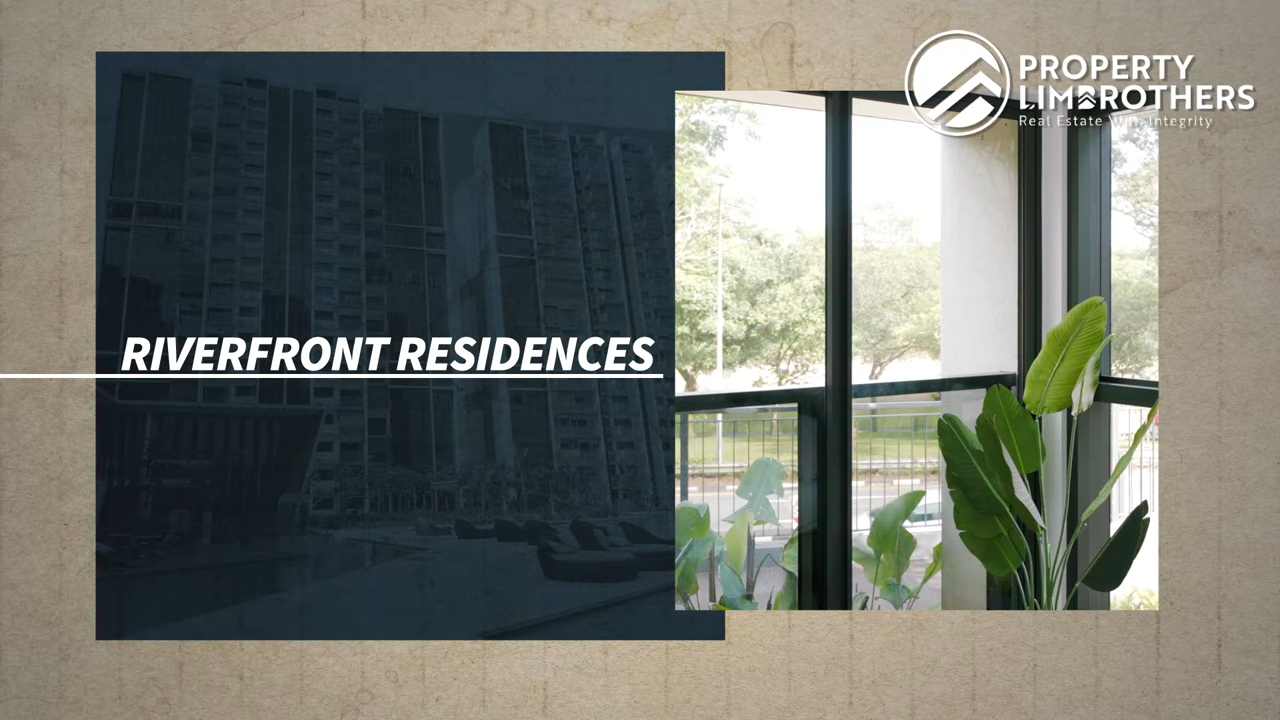 PROPERTY
LIMBROTHERS
Real Estate With Integrity
RIVERFRONT RESIDENCES